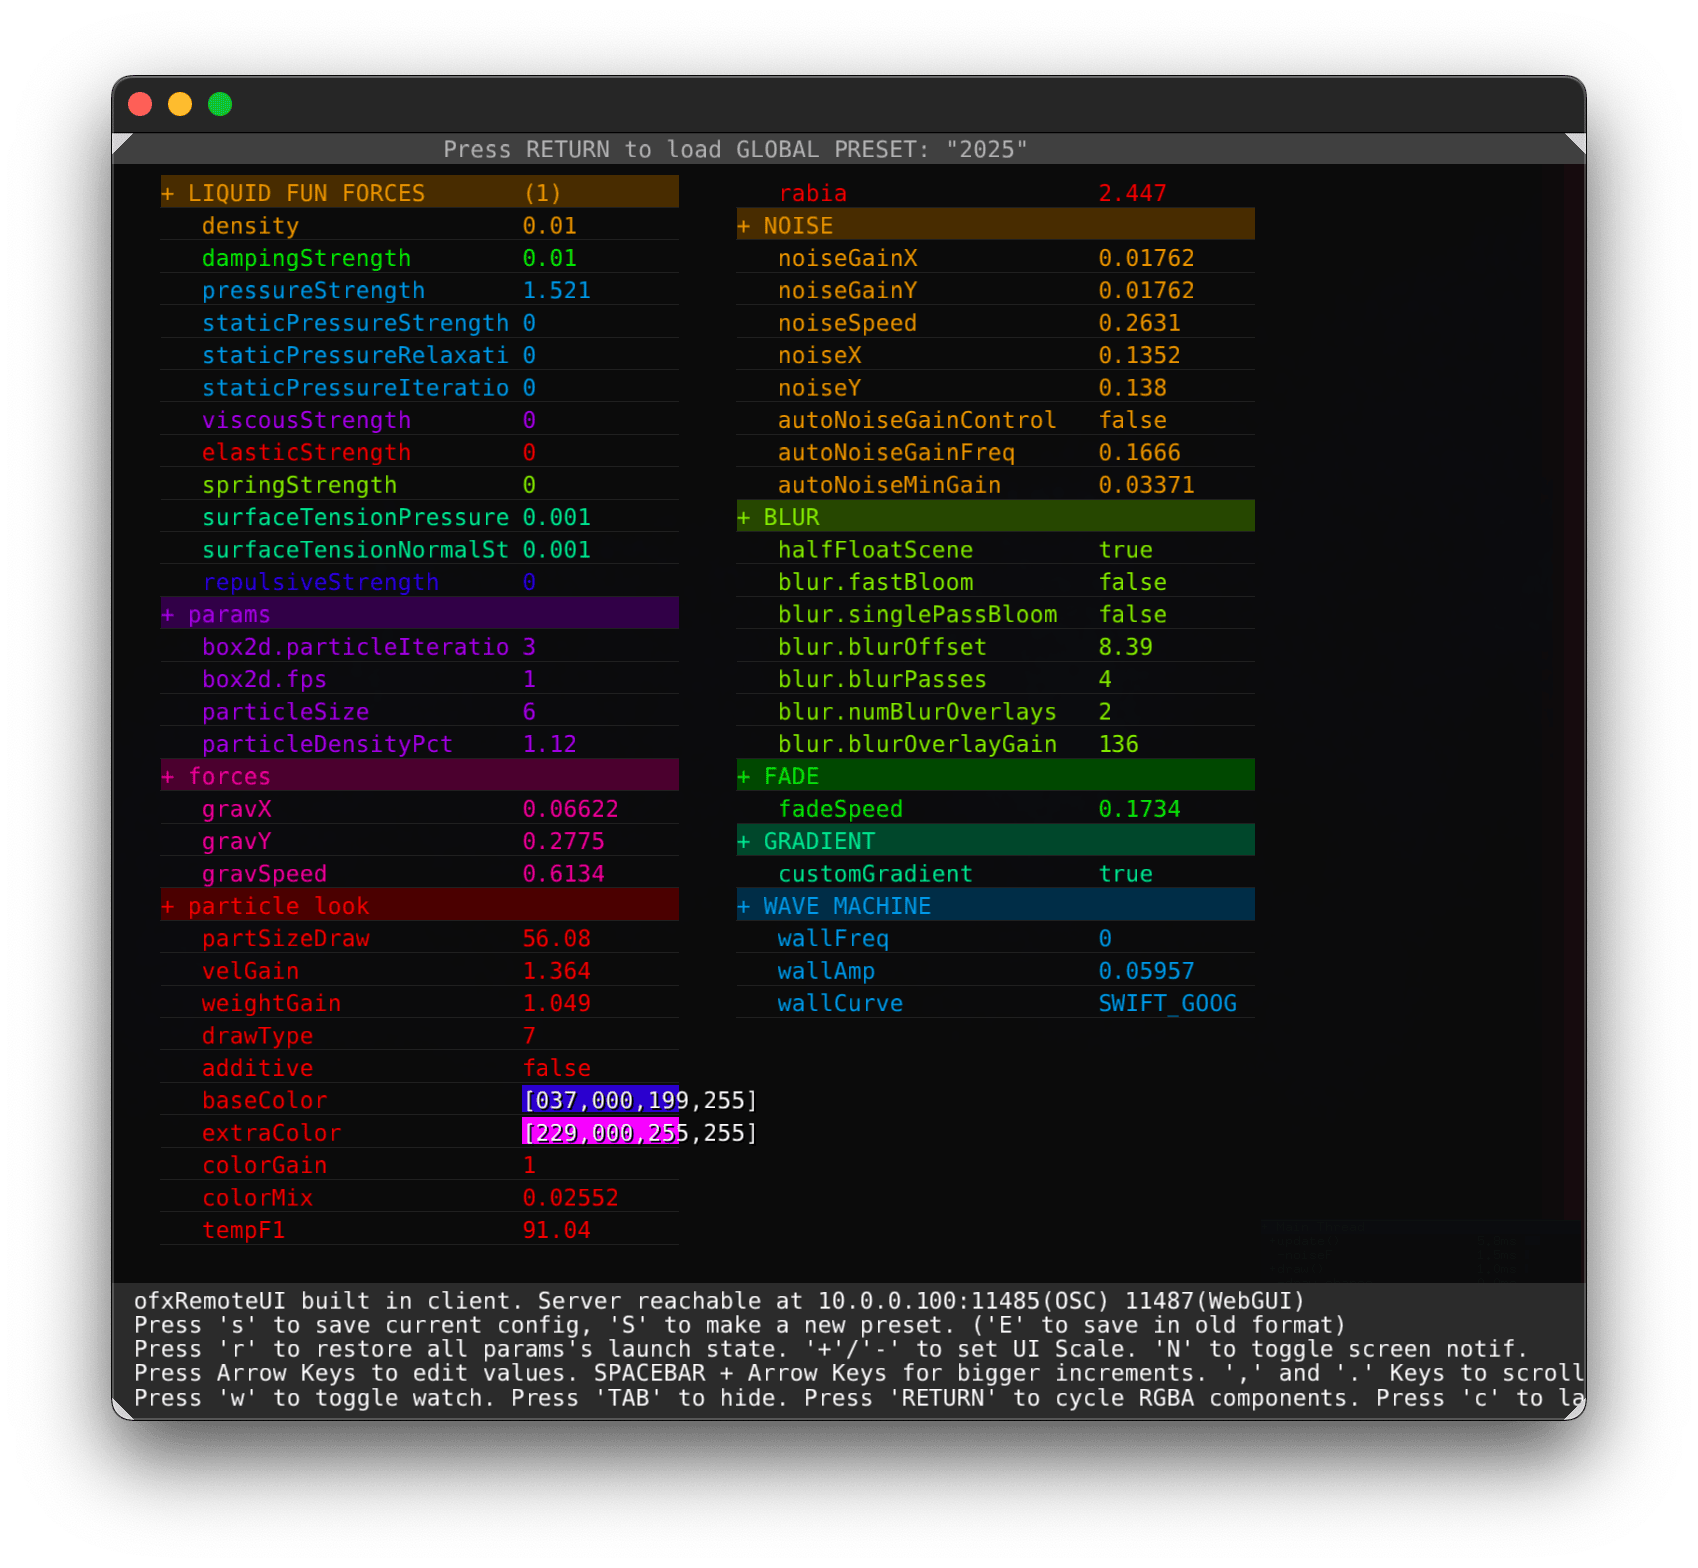 Press RETURN to load GLOBAL PRESET: "2025"
+ LIQUID FUN FORCES (1)
density 0.01
dampingStrength 0.01
pressureStrength 1.521
staticPressureStrength 0
staticPressureRelaxati 0
staticPressureIteratio 0
viscousStrength 0
elasticStrength 0
springStrength 0
surfaceTensionPressure 0.001
surfaceTensionNormalSt 0.001
repulsiveStrength 0
+ params
box2d.particleIteratio 3
box2d.fps 1
particleSize 6
particleDensityPct 1.12
+ forces
gravX 0.06622
gravY 0.2775
gravSpeed 0.6134
+ particle look
partSizeDraw 56.08
velGain 1.364
weightGain 1.049
drawType 7
additive false
baseColor [037,000,199,255]
extraColor [229,000,255,255]
colorGain 1
colorMix 0.02552
tempF1 91.04
rabia 2.447
+ NOISE
noiseGainX 0.01762
noiseGainY 0.01762
noiseSpeed 0.2631
noiseX 0.1352
noiseY 0.138
autoNoiseGainControl false
autoNoiseGainFreq 0.1666
autoNoiseMinGain 0.03371
+ BLUR
halfFloatScene true
blur.fastBloom false
blur.singlePassBloom false
blur.blurOffset 8.39
blur.blurPasses 4
blur.numBlurOverlays 2
blur.blurOverlayGain 136
+ FADE
fadeSpeed 0.1734
+ GRADIENT
customGradient true
+ WAVE MACHINE
wallFreq 0
wallAmp 0.05957
wallCurve SWIFT_GOOG
ofxRemoteUI built in client. Server reachable at 10.0.0.100:11485(OSC) 11487(WebGUI)
Press 's' to save current config, 'S' to make a new preset. ('E' to save in old format)
Press 'r' to restore all params's launch state. '+'/'-' to set UI Scale. 'N' to toggle screen notif.
Press Arrow Keys to edit values. SPACEBAR + Arrow Keys for bigger increments. ',' and '.' Keys to scroll
Press 'w' to toggle watch. Press 'TAB' to hide. Press 'RETURN' to cycle RGBA components. Press 'c' to la